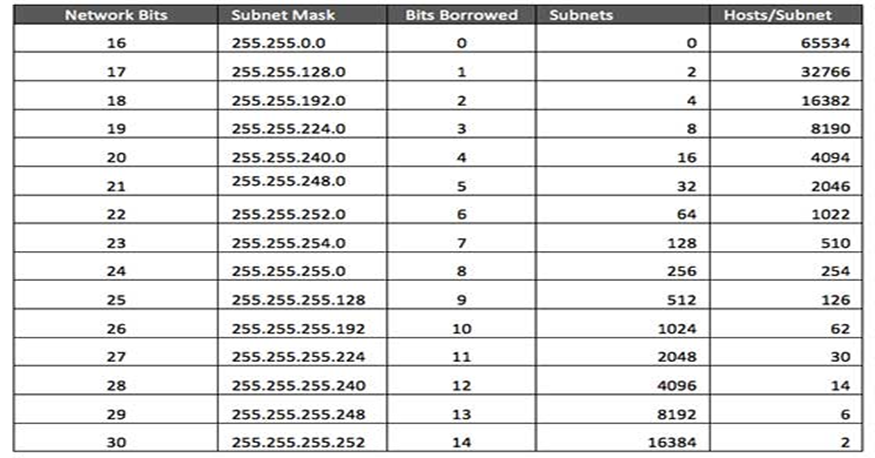 Network Bits Subnet Mask Bits Borrowed Subnets Hosts/Subnet
16 255.255.0.0 0 0 65534
17 255.255.128.0 1 2 32766
18 255.255.192.0 2 4 16382
19 255.255.224.0 3 8 8190
20 255.255.240.0 4 16 4094
21 255.255.248.0 5 32 2046
22 255.255.252.0 6 64 1022
23 255.255.254.0 7 128 510
24 255.255.255.0 8 256 254
25 255.255.255.128 9 512 126
26 255.255.255.192 10 1024 62
27 255.255.255.224 11 2048 30
28 255.255.255.240 12 4096 14
29 255.255.255.248 13 8192 6
30 255.255.255.252 14 16384 2